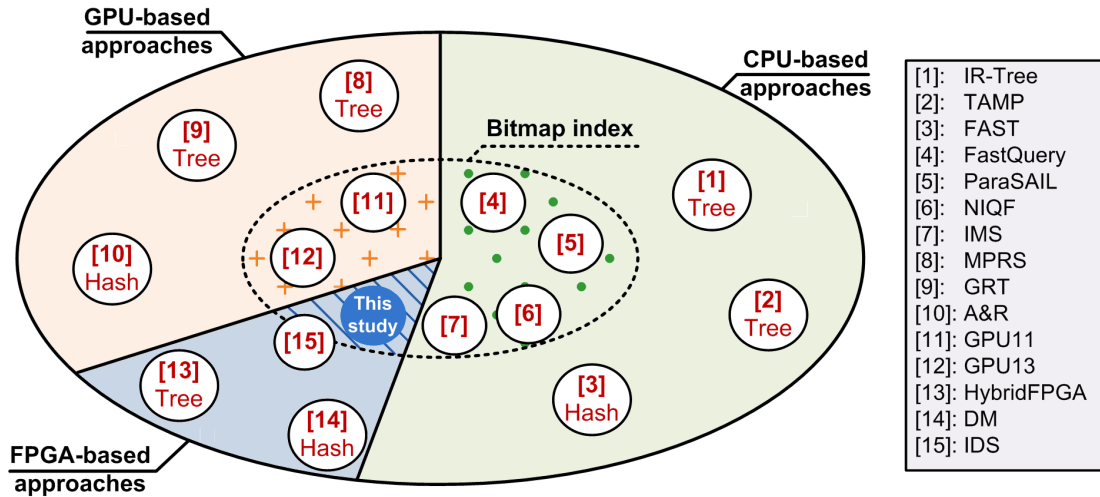 GPU-based
approaches
CPU-based
approaches
[8]
Tree
[9]
Tree
Bitmap index
[1]
Tree
[11]
[4]
[5]
[10]
Hash
[12]
This
study
[7]
[6]
[2]
Tree
[15]
[13]
Tree
[3]
Hash
[14]
Hash
FPGA-based
approaches
[1]: IR-Tree
[2]: TAMP
[3]: FAST
[4]: FastQuery
[5]: ParaSAIL
[6]: NIQF
[7]: IMS
[8]: MPRS
[9]: GRT
[10]: A&R
[11]: GPU11
[12]: GPU13
[13]: HybridFPGA
[14]: DM
[15]: IDS